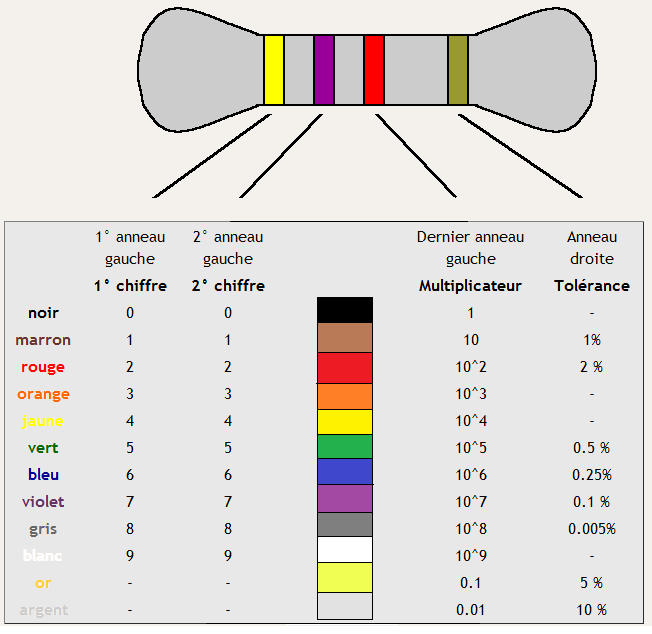 1° anneau 2° anneau Dernier anneau Anneau
gauche gauche gauche droite
1° chiffre 2° chiffre Multiplicateur Tolérance
noir 0 0 1 -
marron 1 1 10 1%
rouge 2 2 10^2 2 %
orange 3 3 10^3 -
jaune 4 4 10^4 -
vert 5 5 10^5 0.5 %
bleu 6 6 10^6 0.25%
violet 7 7 10^7 0.1 %
gris 8 8 10^8 0.005%
blanc 9 9 10^9 -
or - - 0.1 5 %
argent - - 0.01 10 %